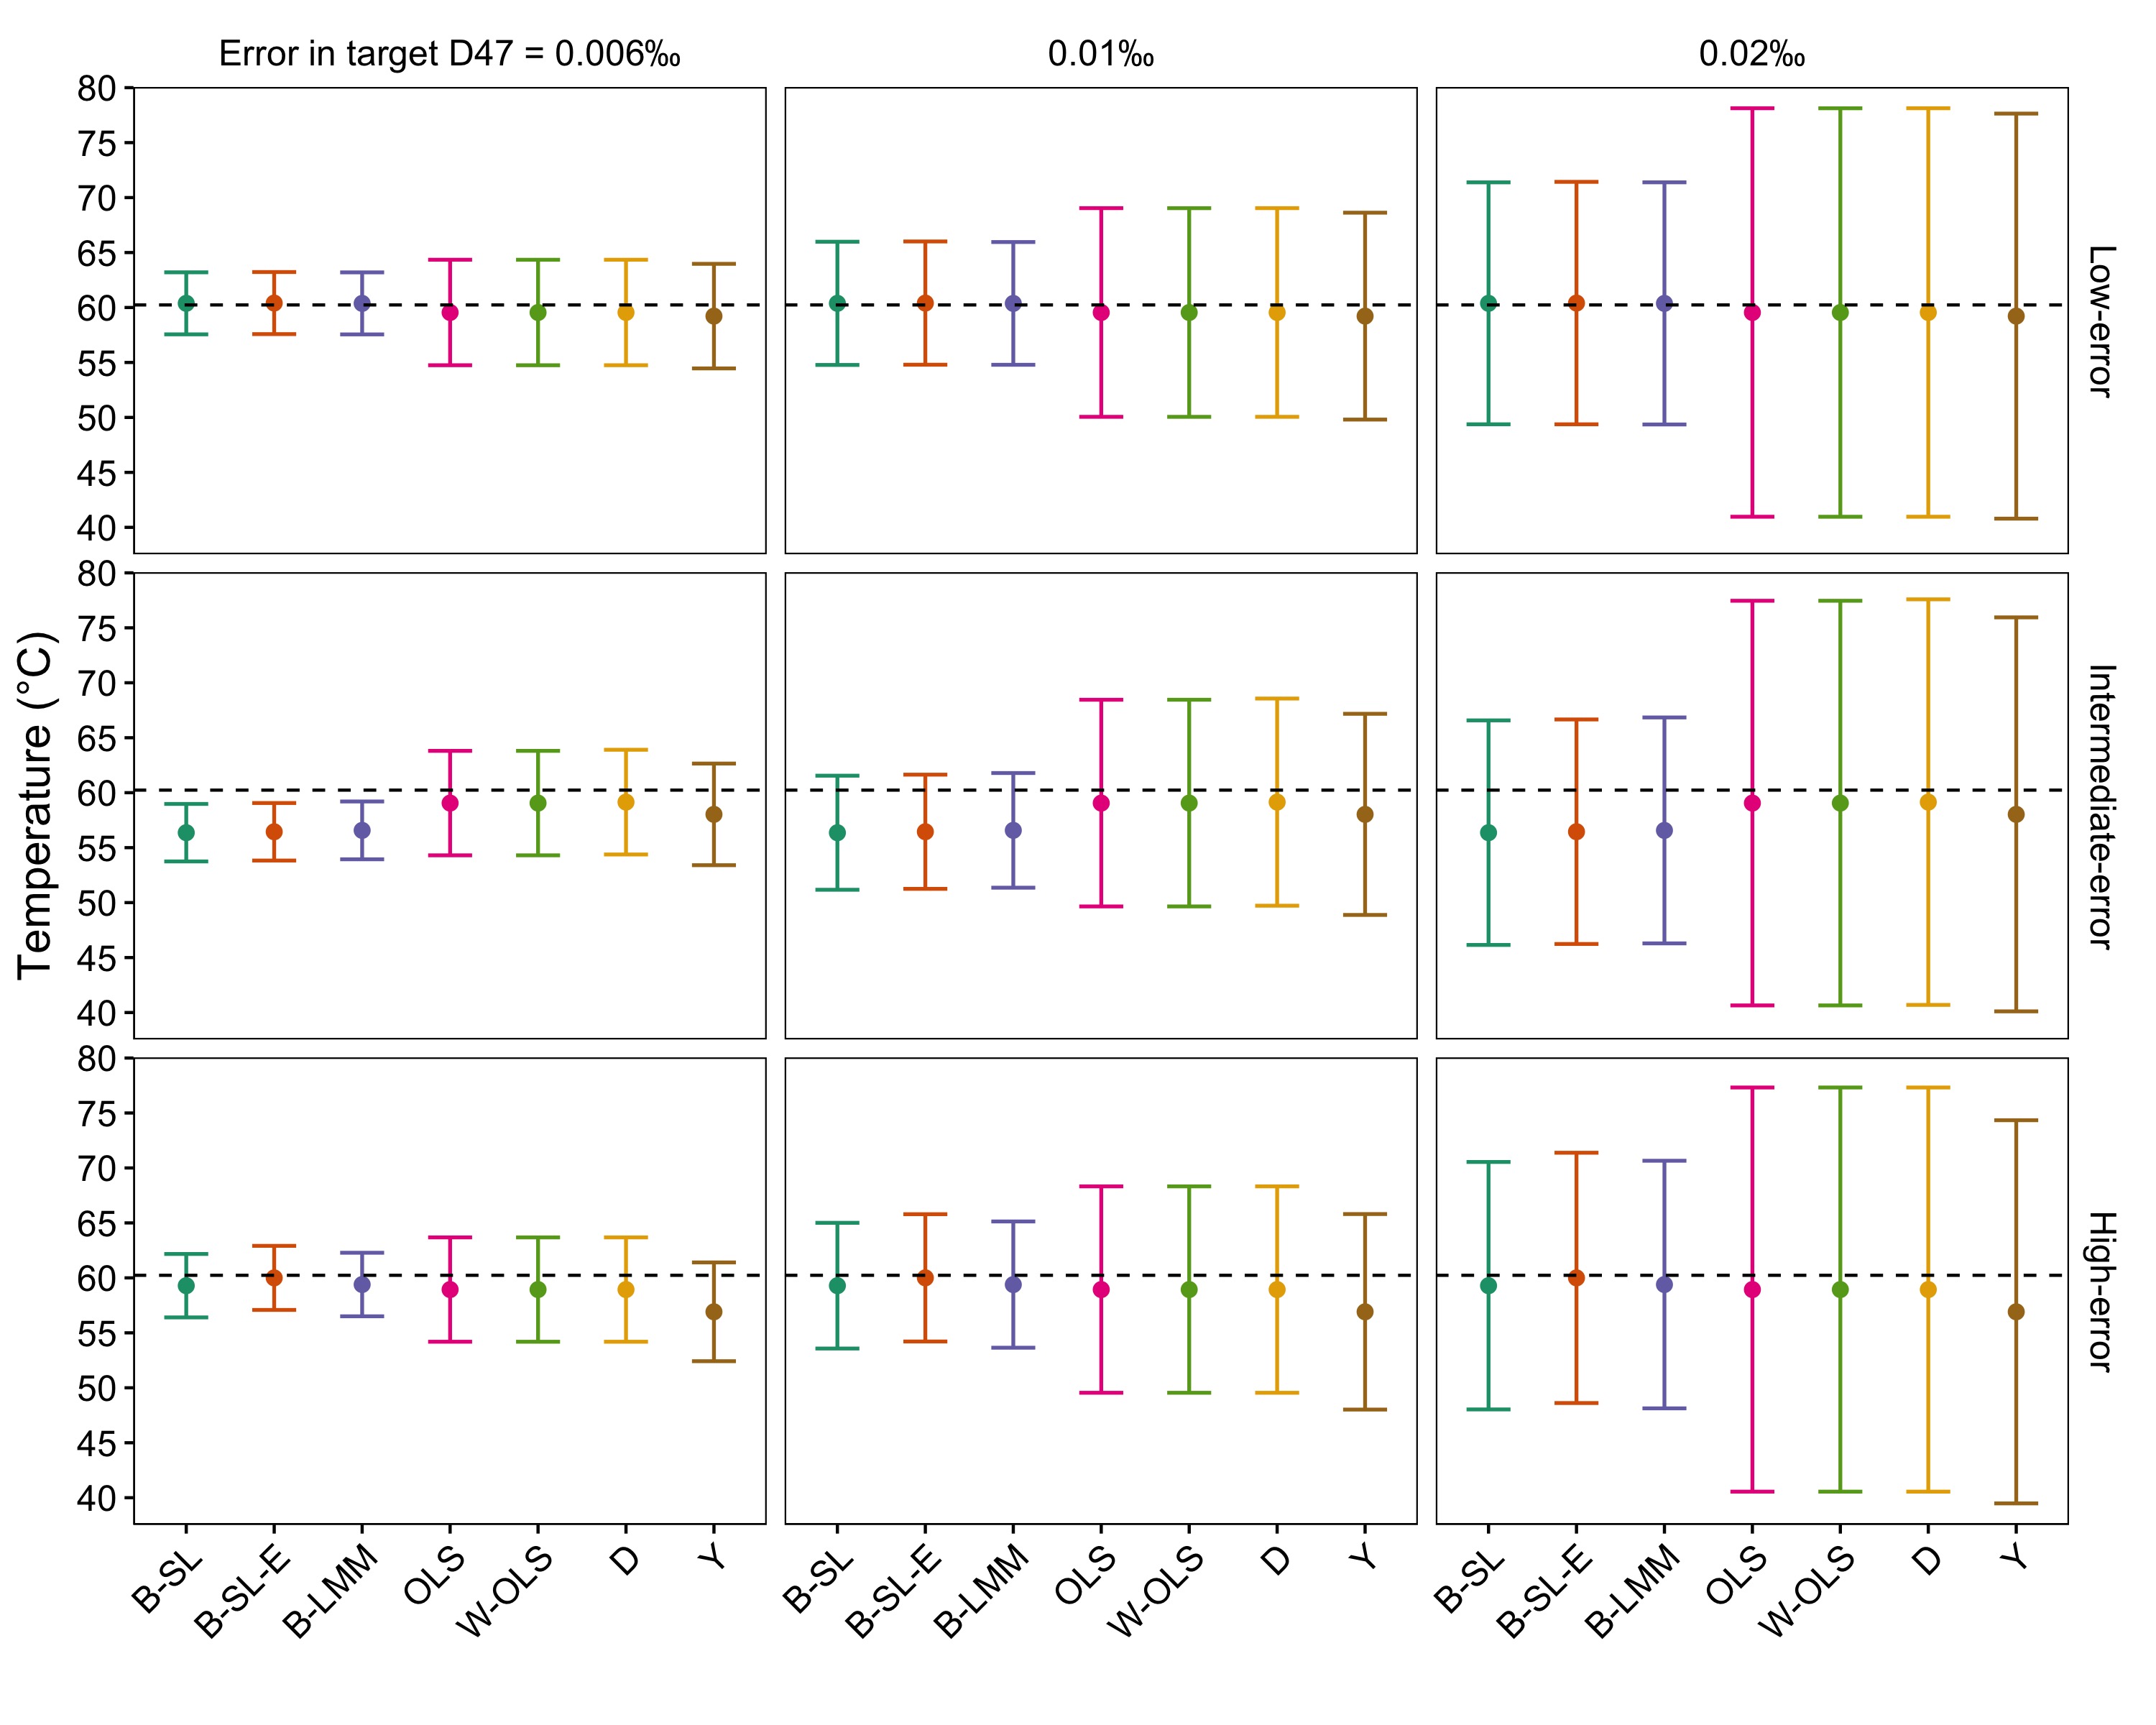 Error in target D47 = 0.006‰
0.01‰
0.02‰
80
75
70
65
60
55
50
45
40
Low-error
80
75
70
65
60
55
50
45
40
Intermediate-error
80
75
70
65
60
55
50
45
40
High-error
Temperature (°C)
B-SL
B-SL-E
B-LMM
OLS
W-OLS
D
Y
B-SL
B-SL-E
B-LMM
OLS
W-OLS
D
Y
B-SL
B-SL-E
B-LMM
OLS
W-OLS
D
Y